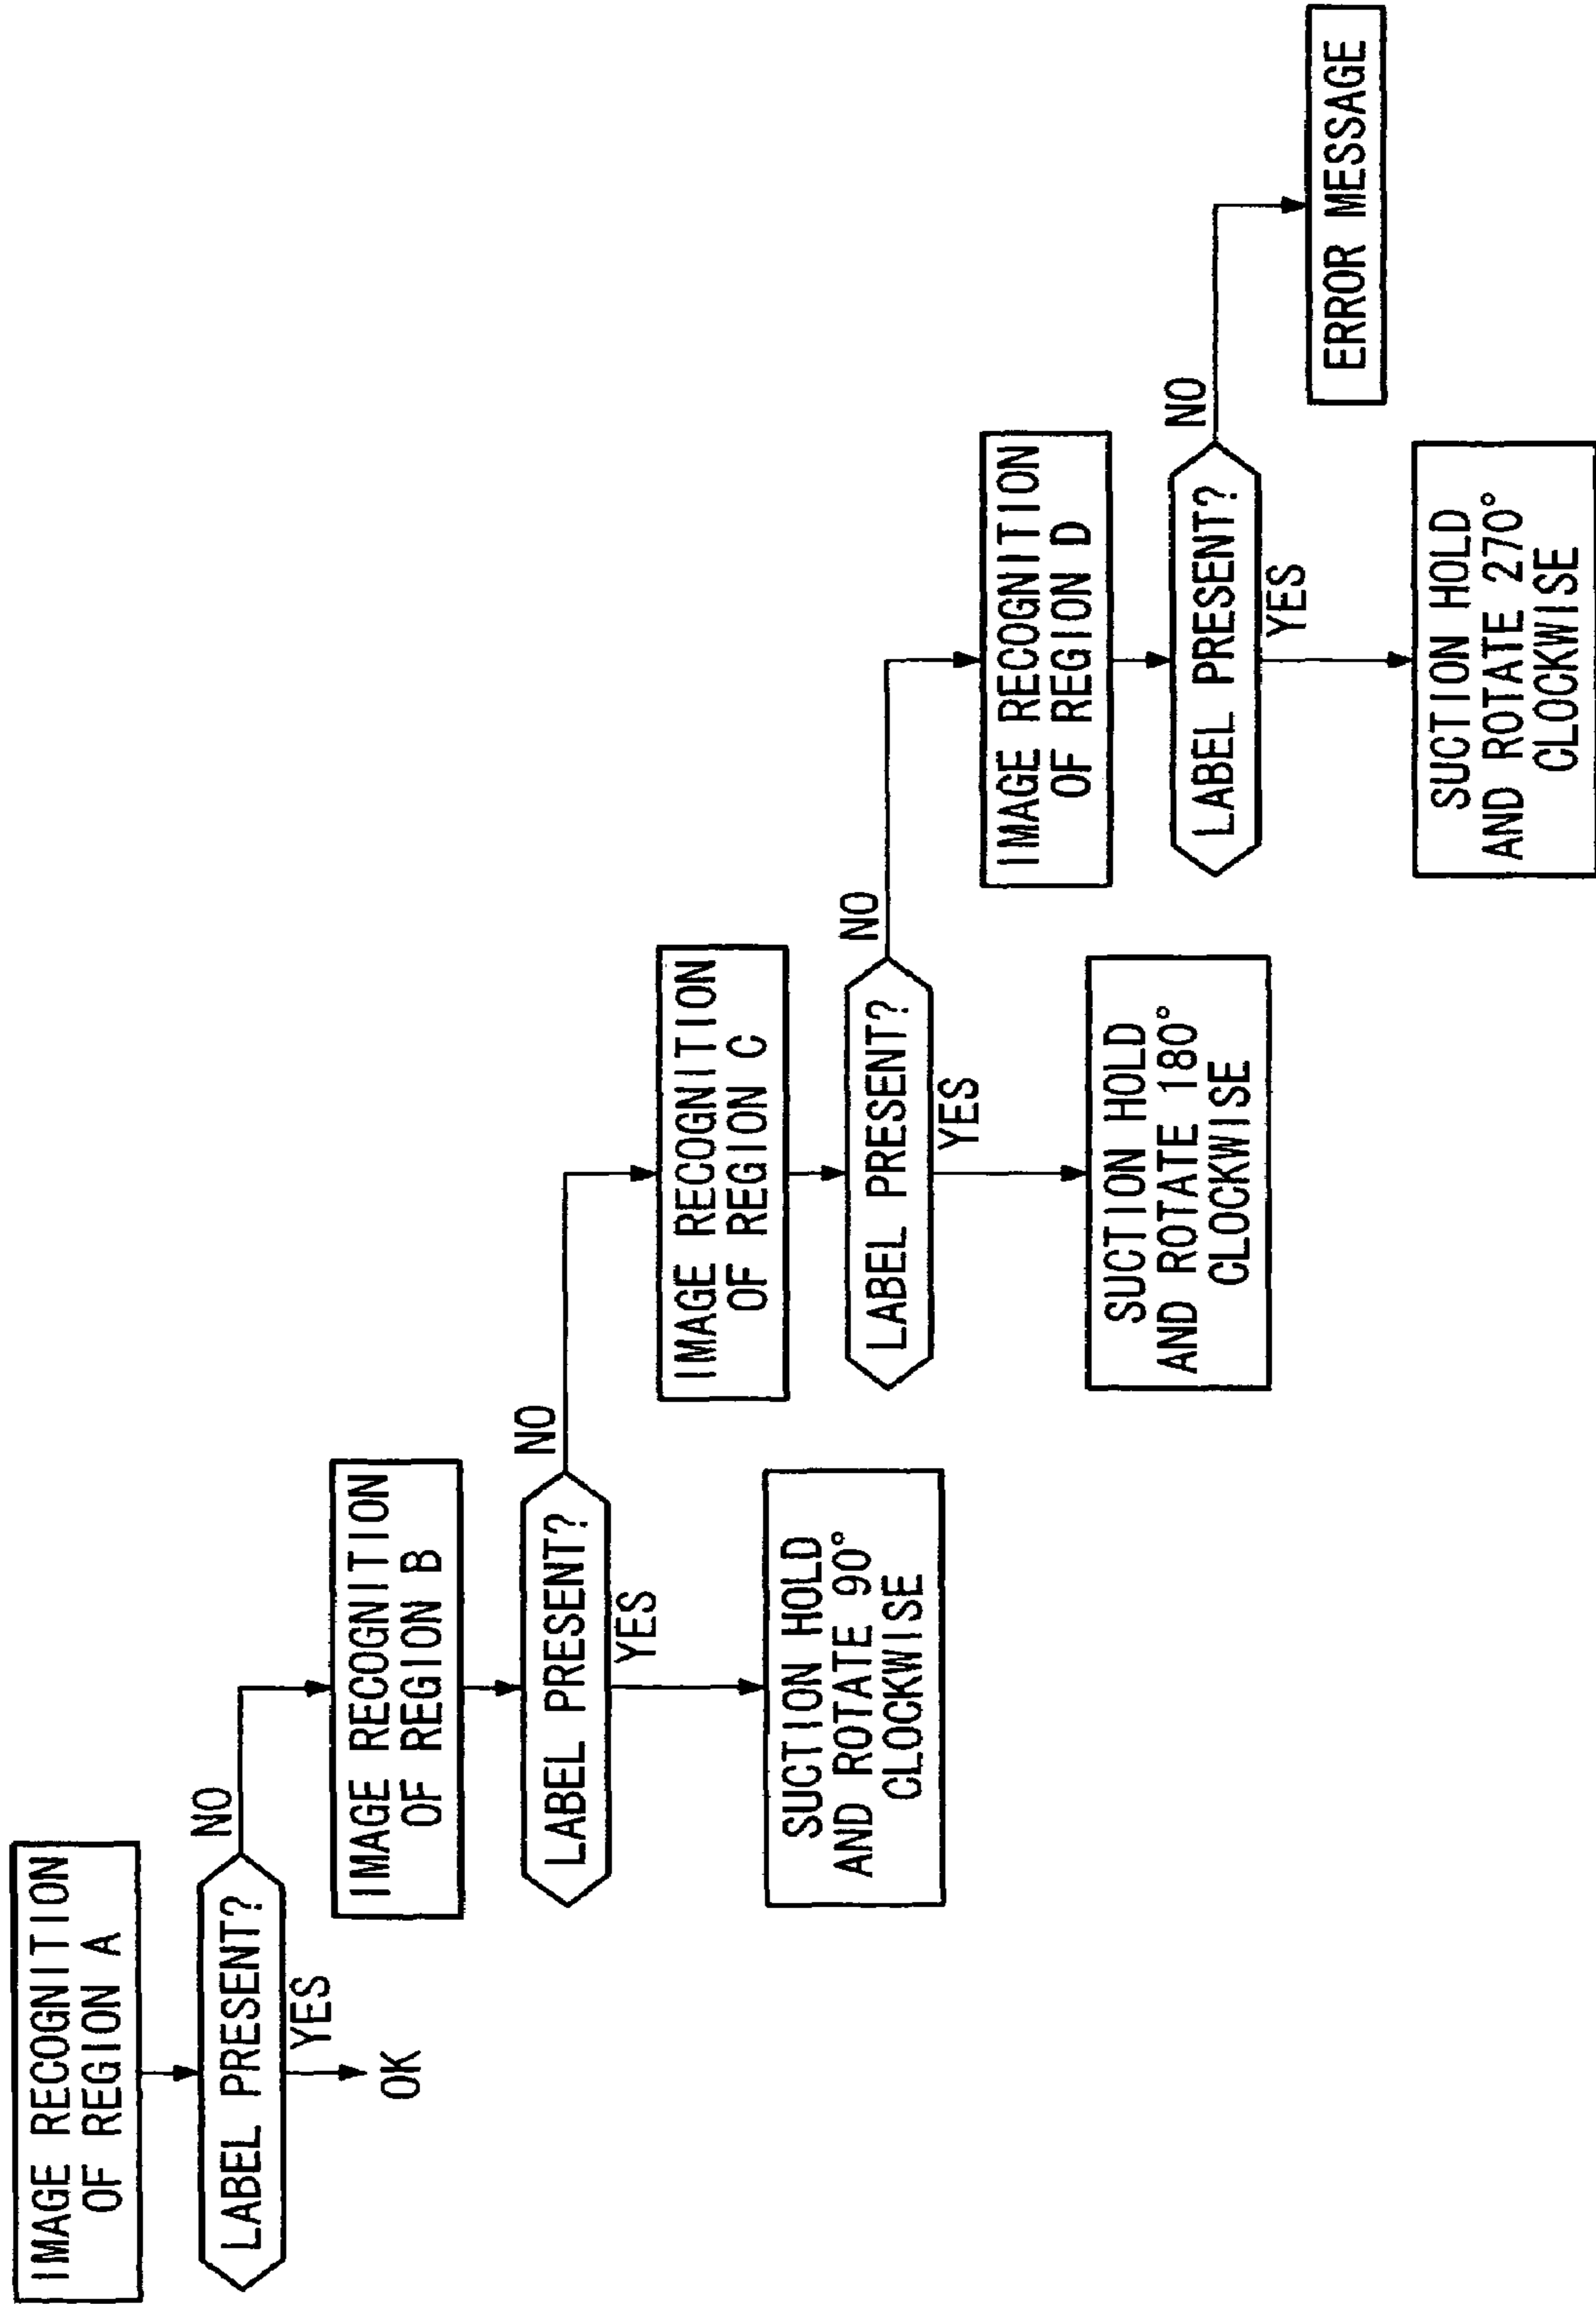 IMAGE RECOGNITION
OF REGION A
LABEL PRESENT?
NO
YES
OK
IMAGE RECOGNITION
OF REGION B
LABEL PRESENT?
NO
YES
SUCTION HOLD
AND ROTATE 90°
CLOCKWISE
IMAGE RECOGNITION
OF REGION C
LABEL PRESENT?
NO
YES
SUCTION HOLD
AND ROTATE 180°
CLOCKWISE
IMAGE RECOGNITION
OF REGION D
LABEL PRESENT?
NO
YES
SUCTION HOLD
AND ROTATE 270°
CLOCKWISE
ERROR MESSAGE